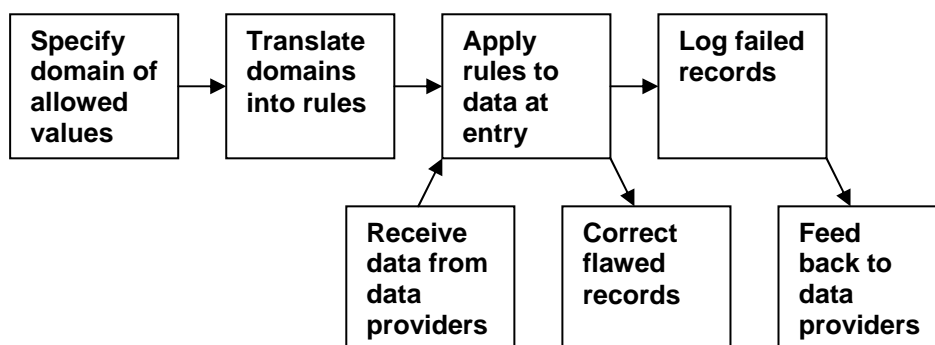 Specify
domain of
allowed
values
Translate
domains
into rules
Apply
rules to
data at
entry
Log failed
records
Receive
data from
data
providers
Correct
flawed
records
Feed
back to
data
providers